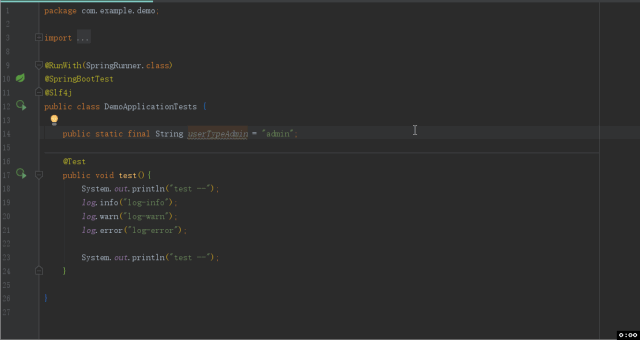 1 package com.example.demo;
2
3 import ...
8
9 @RunWith(SpringRunner.class)
10 @SpringBootTest
11 @Slf4j
12 public class DemoApplicationTests {
13
14 public static final String userTypeAdmin = "admin";
15
16 @Test
17 public void test(){
18 System.out.println("test --");
19 log.info("log-info");
20 log.warn("log-warn");
21 log.error("log-error");
22
23 System.out.println("test --");
24 }
25
26 }
27
0:00